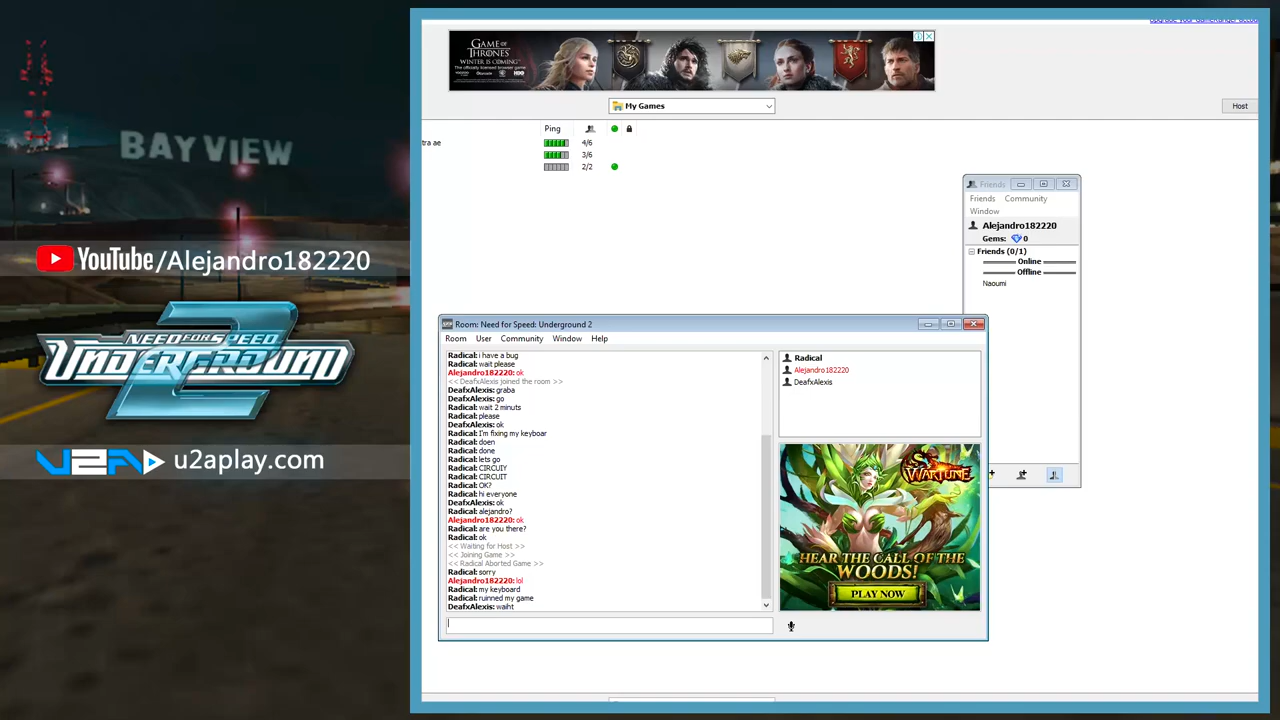 BAYVIEW
YouTube/Alejandro182220
NEED FOR SPEED
UNDERGROUND
2
u2aplay.com
GAME OF
THRONES
WINTER IS COMING
The officially licensed browser game
HBO
My Games
Host
Ping
tra ae
4/6
3/6
2/2
Friends
Friends Community
Window
Alejandro182220
Gems: 0
Friends (0/1)
Online
Offline
Naoumi
Room: Need for Speed: Underground 2
Room User Community Window Help
Radical: i have a bug
Radical: wait please
Alejandro182220: ok
<< DeafxAlexis joined the room >>
DeafxAlexis: graba
DeafxAlexis: go
Radical: wait 2 minuts
Radical: please
DeafxAlexis: ok
Radical: I'm fixing my keyboar
Radical: doen
Radical: done
Radical: lets go
Radical: CIRCUIY
Radical: CIRCUIT
Radical: OK?
Radical: hi everyone
DeafxAlexis: ok
Radical: alejandro?
Alejandro182220: ok
Radical: are you there?
Radical: ok
<< Waiting for Host >>
<< Joining Game >>
<< Radical Aborted Game >>
Radical: sorry
Alejandro182220: lol
Radical: my keyboard
Radical: ruinned my game
DeafxAlexis: waiht
Radical
Alejandro182220
DeafxAlexis
WARTUNE
HEAR THE CALL OF THE
WOODS!
PLAY NOW